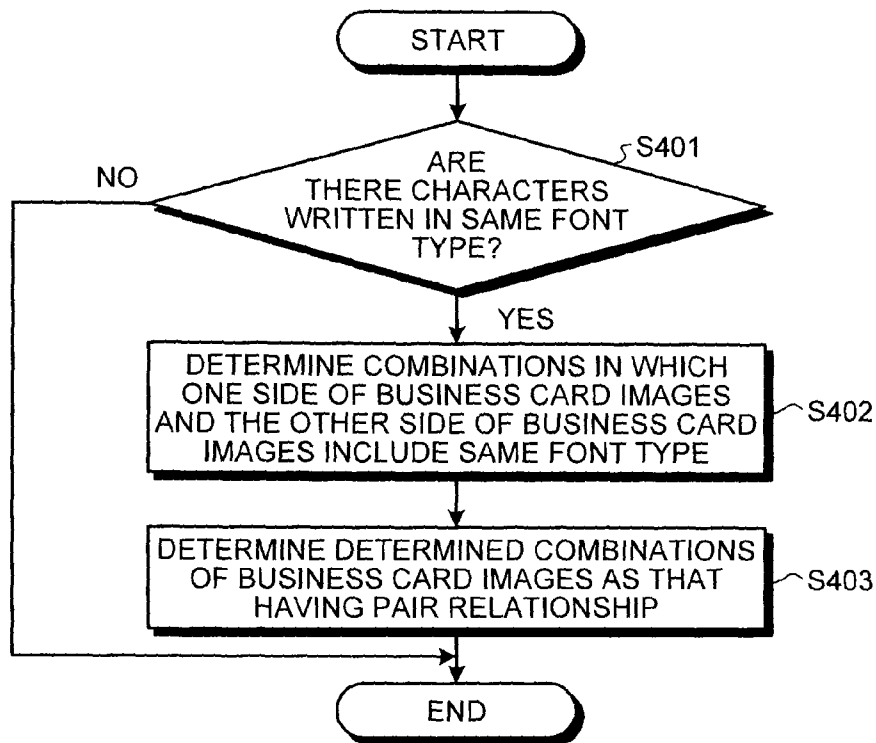 START
S401
NO
ARE
THERE CHARACTERS
WRITTEN IN SAME FONT
TYPE?
YES
DETERMINE COMBINATIONS IN WHICH
ONE SIDE OF BUSINESS CARD IMAGES
AND THE OTHER SIDE OF BUSINESS CARD
IMAGES INCLUDE SAME FONT TYPE
S402
DETERMINE DETERMINED COMBINATIONS
OF BUSINESS CARD IMAGES AS THAT
HAVING PAIR RELATIONSHIP
S403
END